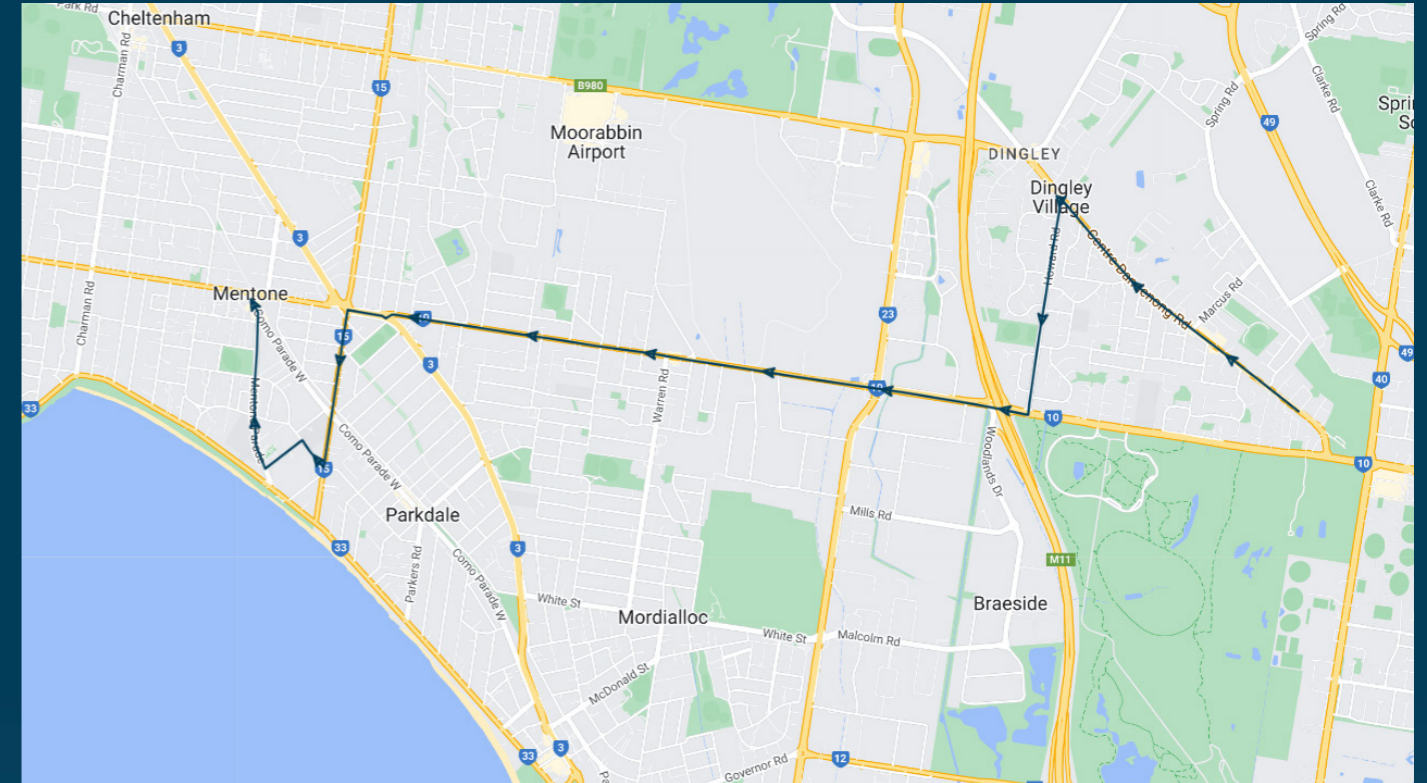 Park Rd
Cheltenham
3
Charman Rd
15
B980
Moorabbin
Airport
Spring Rd
Clarke Rd
Spring Rd
49
DINGLEY
Dingley
Village
Clarke Rd
Howard Rd
Centre Dandenong Rd
Marcus Rd
3
Mentone
Charman Rd
Como Parade W
15
10
3
23
10
49
40
33
Mentone Parade
Warren Rd
10
Woodlands Dr
10
15
Como Parade W
Parkdale
Mills Rd
33
3
M11
Parkers Rd
Como Parade W
White St
Mordialloc
Braeside
White St
Malcolm Rd
McDonald St
33
3
Governor Rd
12